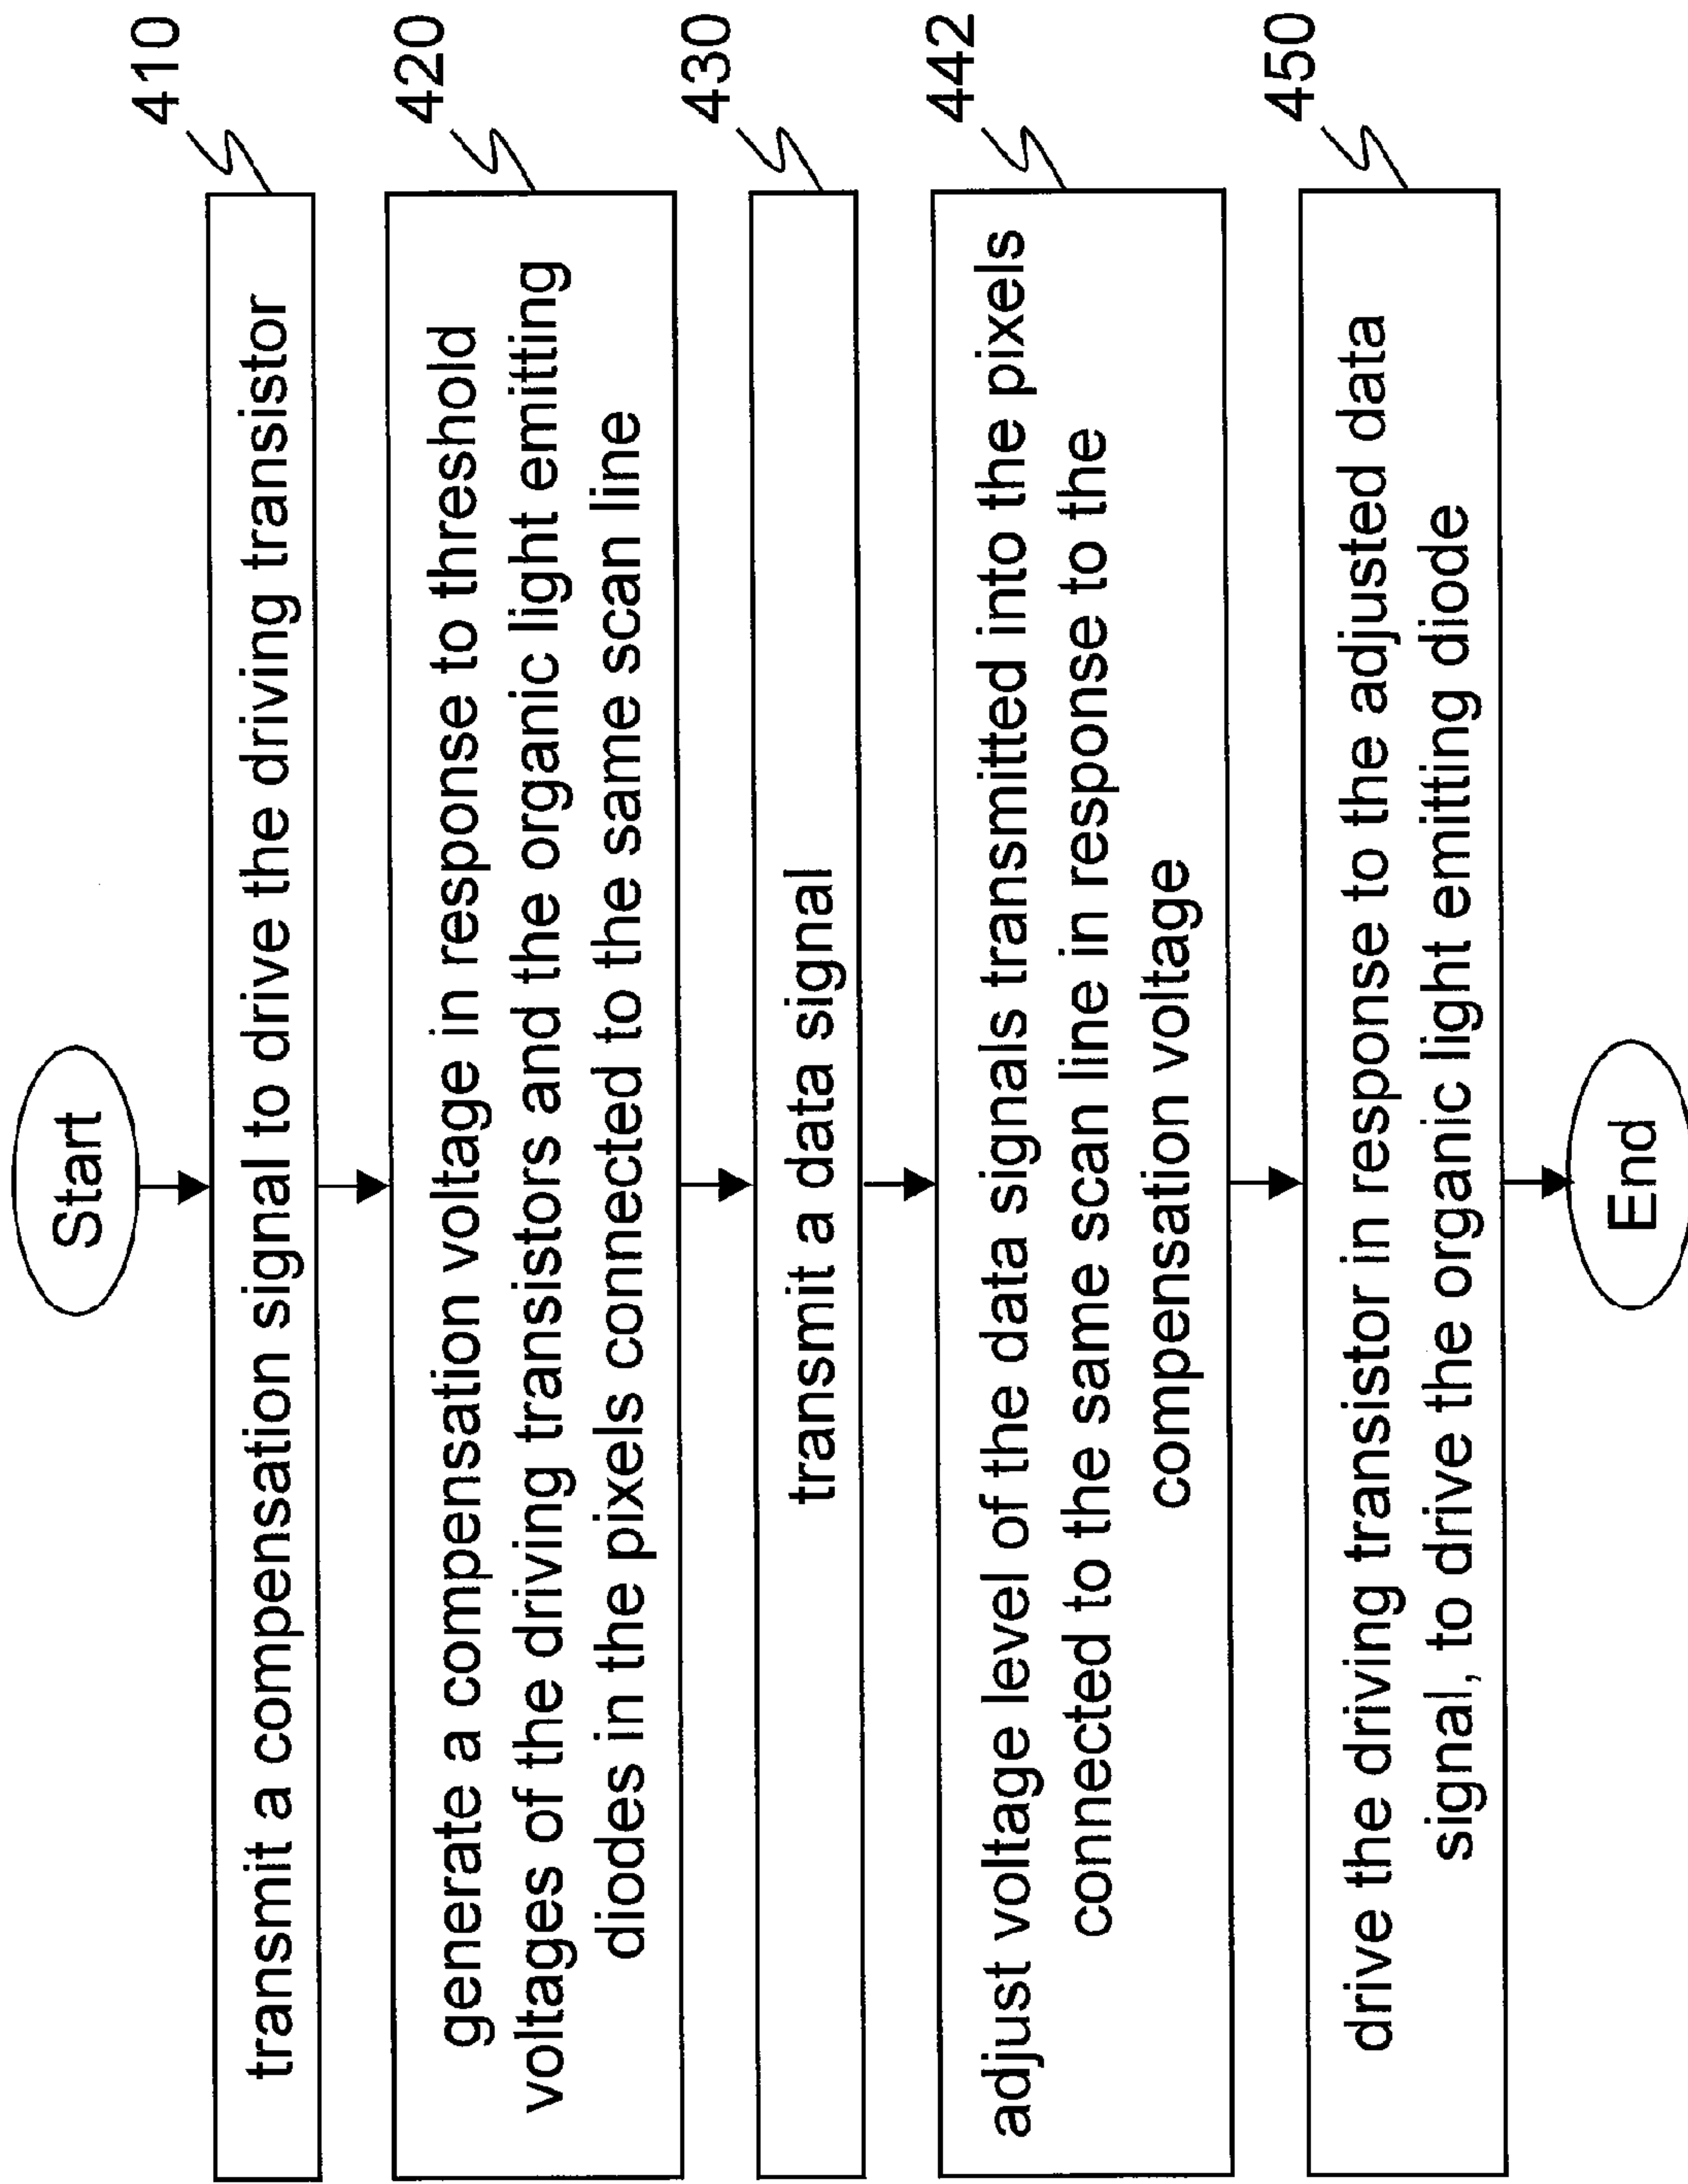 Start
410
transmit a compensation signal to drive the driving transistor
420
generate a compensation voltage in response to threshold
voltages of the driving transistors and the organic light emitting
diodes in the pixels connected to the same scan line
430
transmit a data signal
442
adjust voltage level of the data signals transmitted into the pixels
connected to the same scan line in response to the
compensation voltage
450
drive the driving transistor in response to the adjusted data
signal, to drive the organic light emitting diode
End